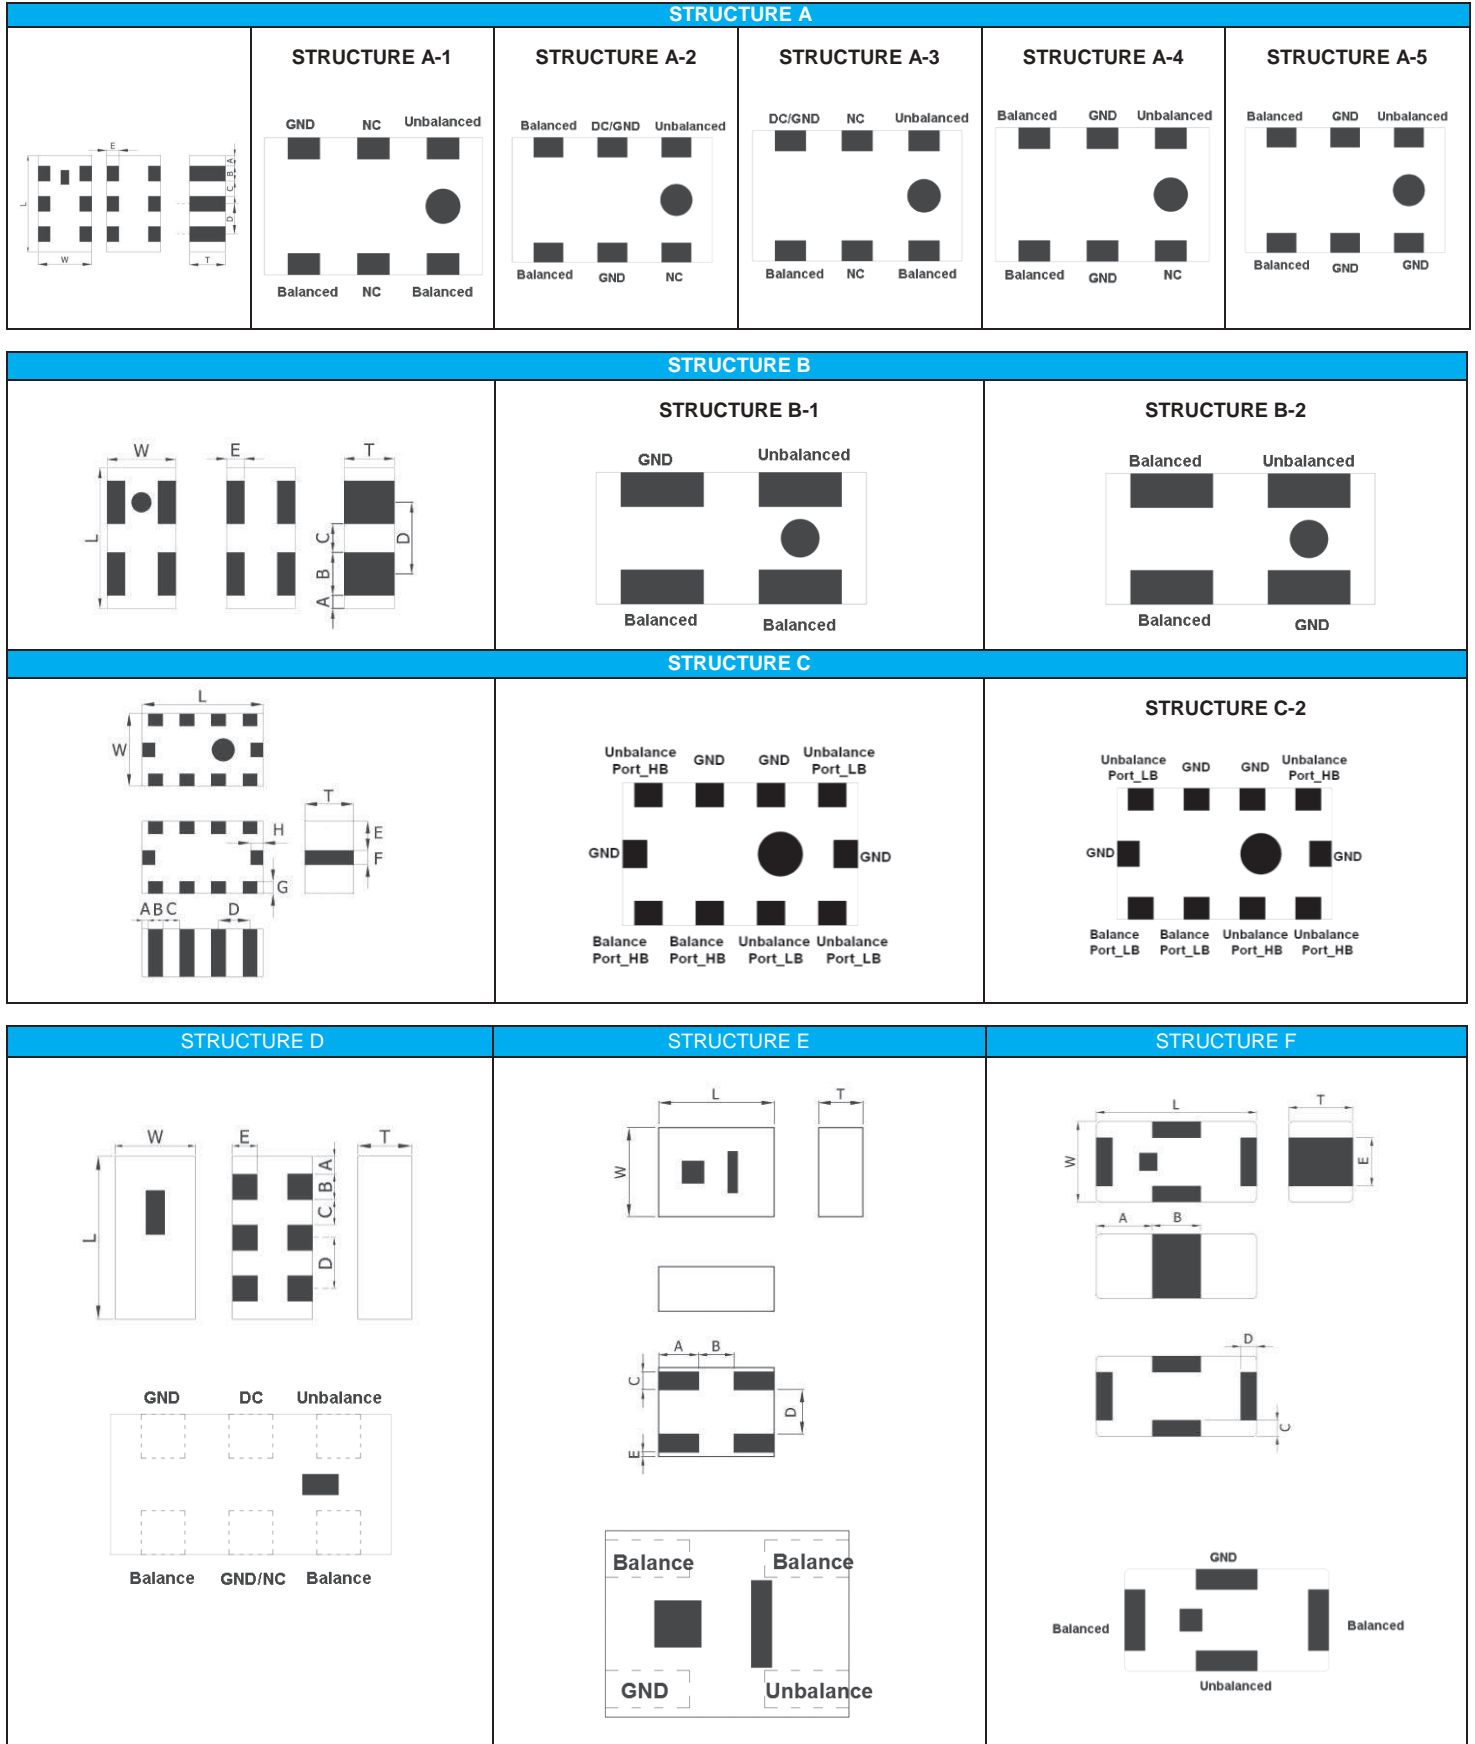 STRUCTURE A
STRUCTURE A-1
STRUCTURE A-2
STRUCTURE A-3
STRUCTURE A-4
STRUCTURE A-5
E
A
B
C
D
L
W
T
GND NC Unbalanced
Balanced NC Balanced
Balanced DC/GND Unbalanced
Balanced GND NC
DC/GND NC Unbalanced
Balanced NC Balanced
Balanced GND Unbalanced
Balanced GND NC
Balanced GND Unbalanced
Balanced GND GND
STRUCTURE B
W E T
L
C
D
B
A
STRUCTURE B-1
GND Unbalanced
Balanced Balanced
STRUCTURE B-2
Balanced Unbalanced
Balanced GND
STRUCTURE C
L
W
T
H
E
F
G
A B C D
Unbalance GND GND Unbalance
Port_HB Port_LB
GND GND
Balance Balance Unbalance Unbalance
Port_HB Port_HB Port_LB Port_LB
STRUCTURE C-2
Unbalance GND GND Unbalance
Port_LB Port_HB
GND GND
Balance Balance Unbalance Unbalance
Port_LB Port_LB Port_HB Port_HB
STRUCTURE D
W E T
A
B
C
L
D
GND DC Unbalance
Balance GND/NC Balance
STRUCTURE E
L T
W
A B
C
D
E
Balance Balance
GND Unbalance
STRUCTURE F
L T
W
E
A B
D
C
GND
Balanced Balanced
Unbalanced